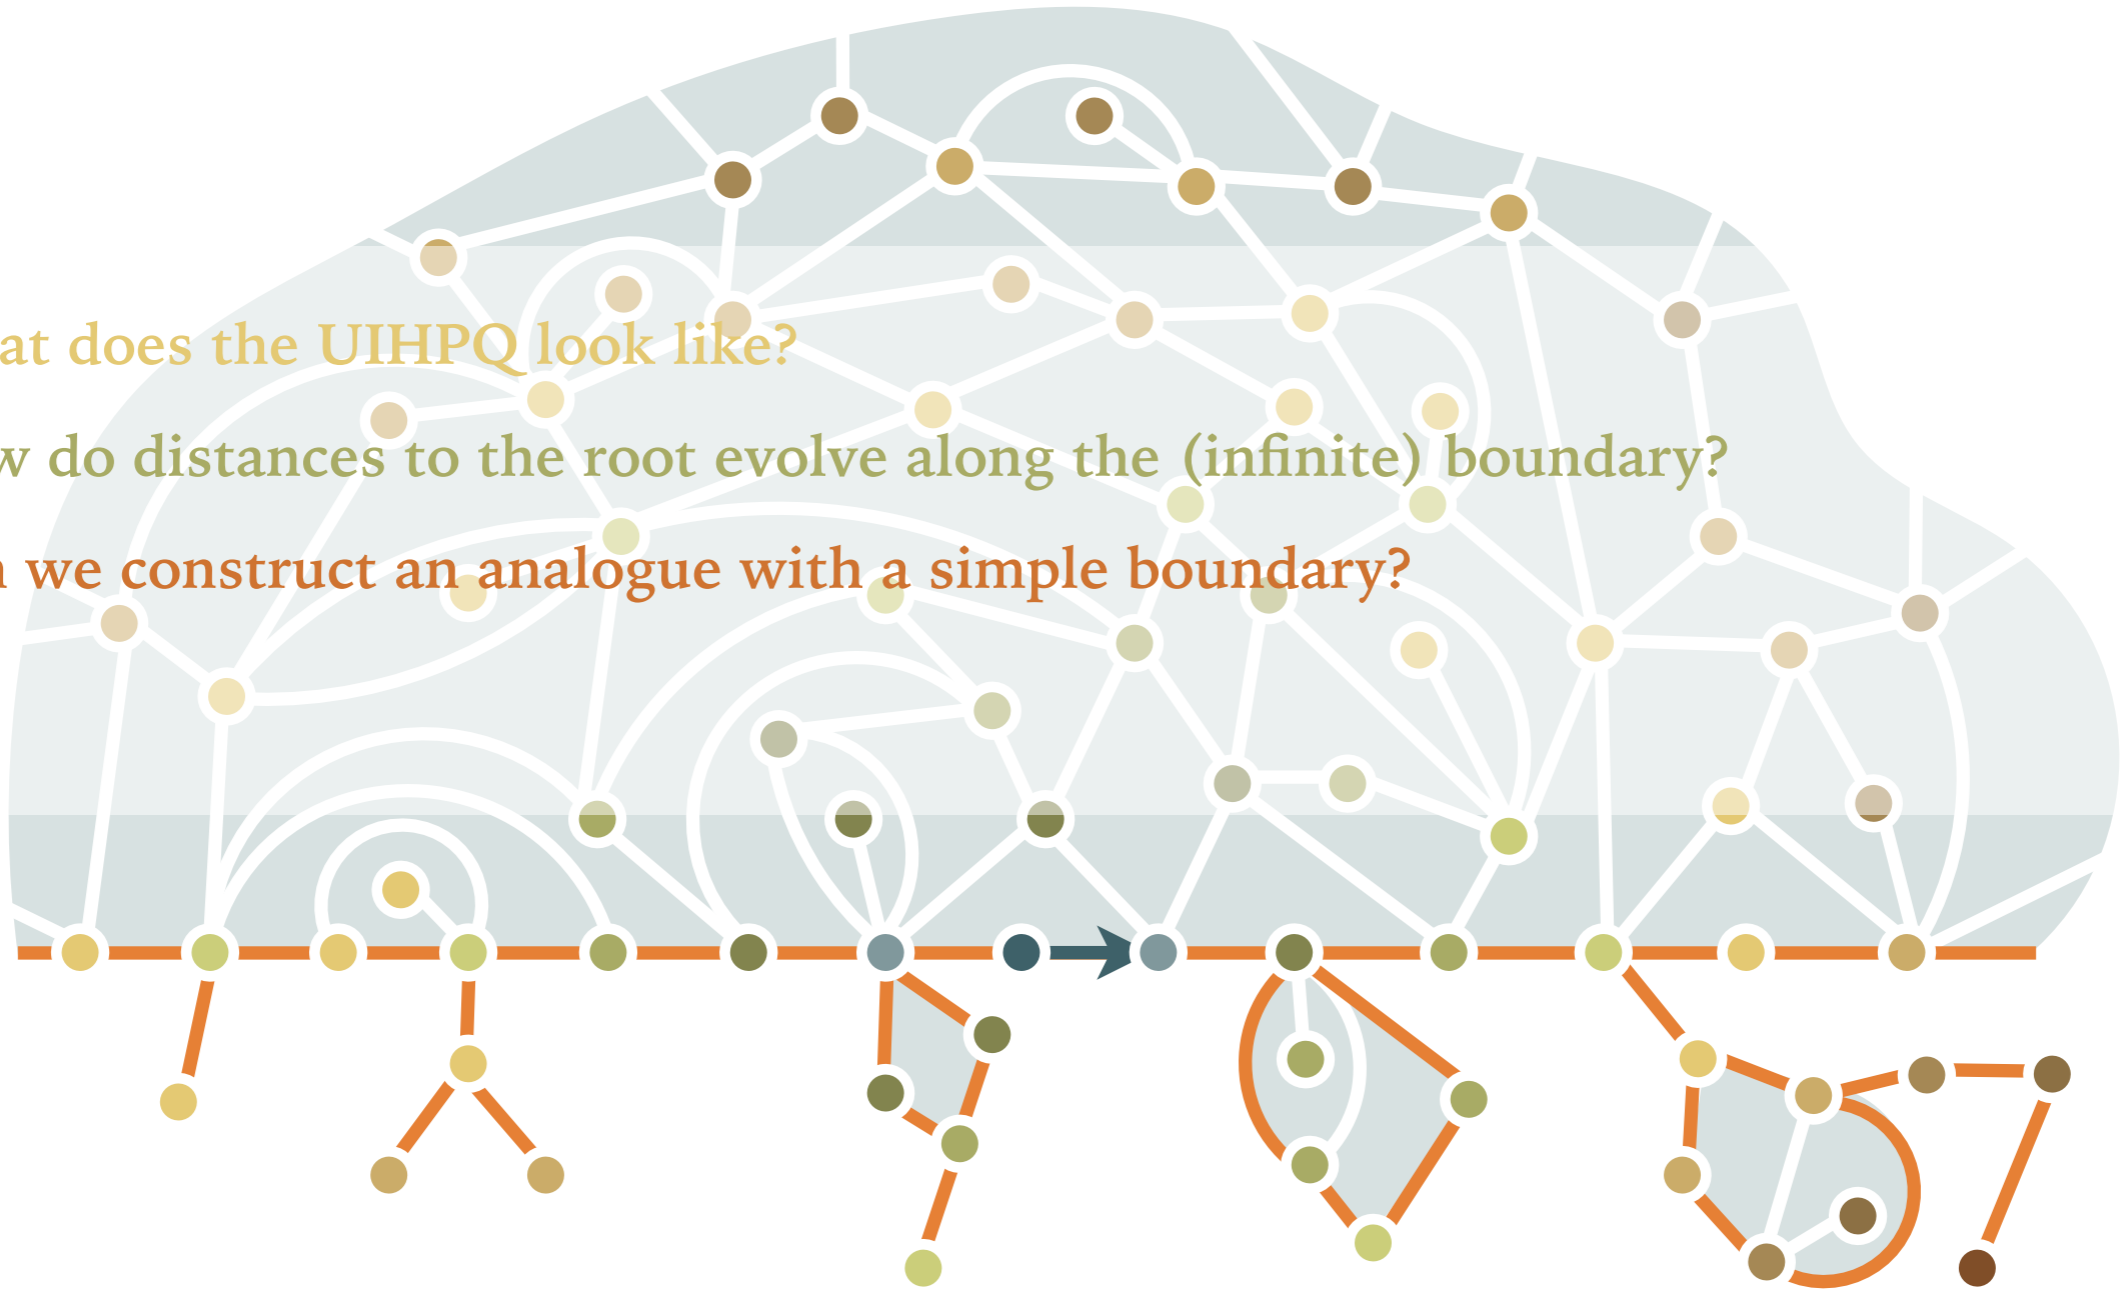 at does the UIHPQ look like?
w do distances to the root evolve along the (infinite) boundary?
we construct an analogue with a simple boundary?